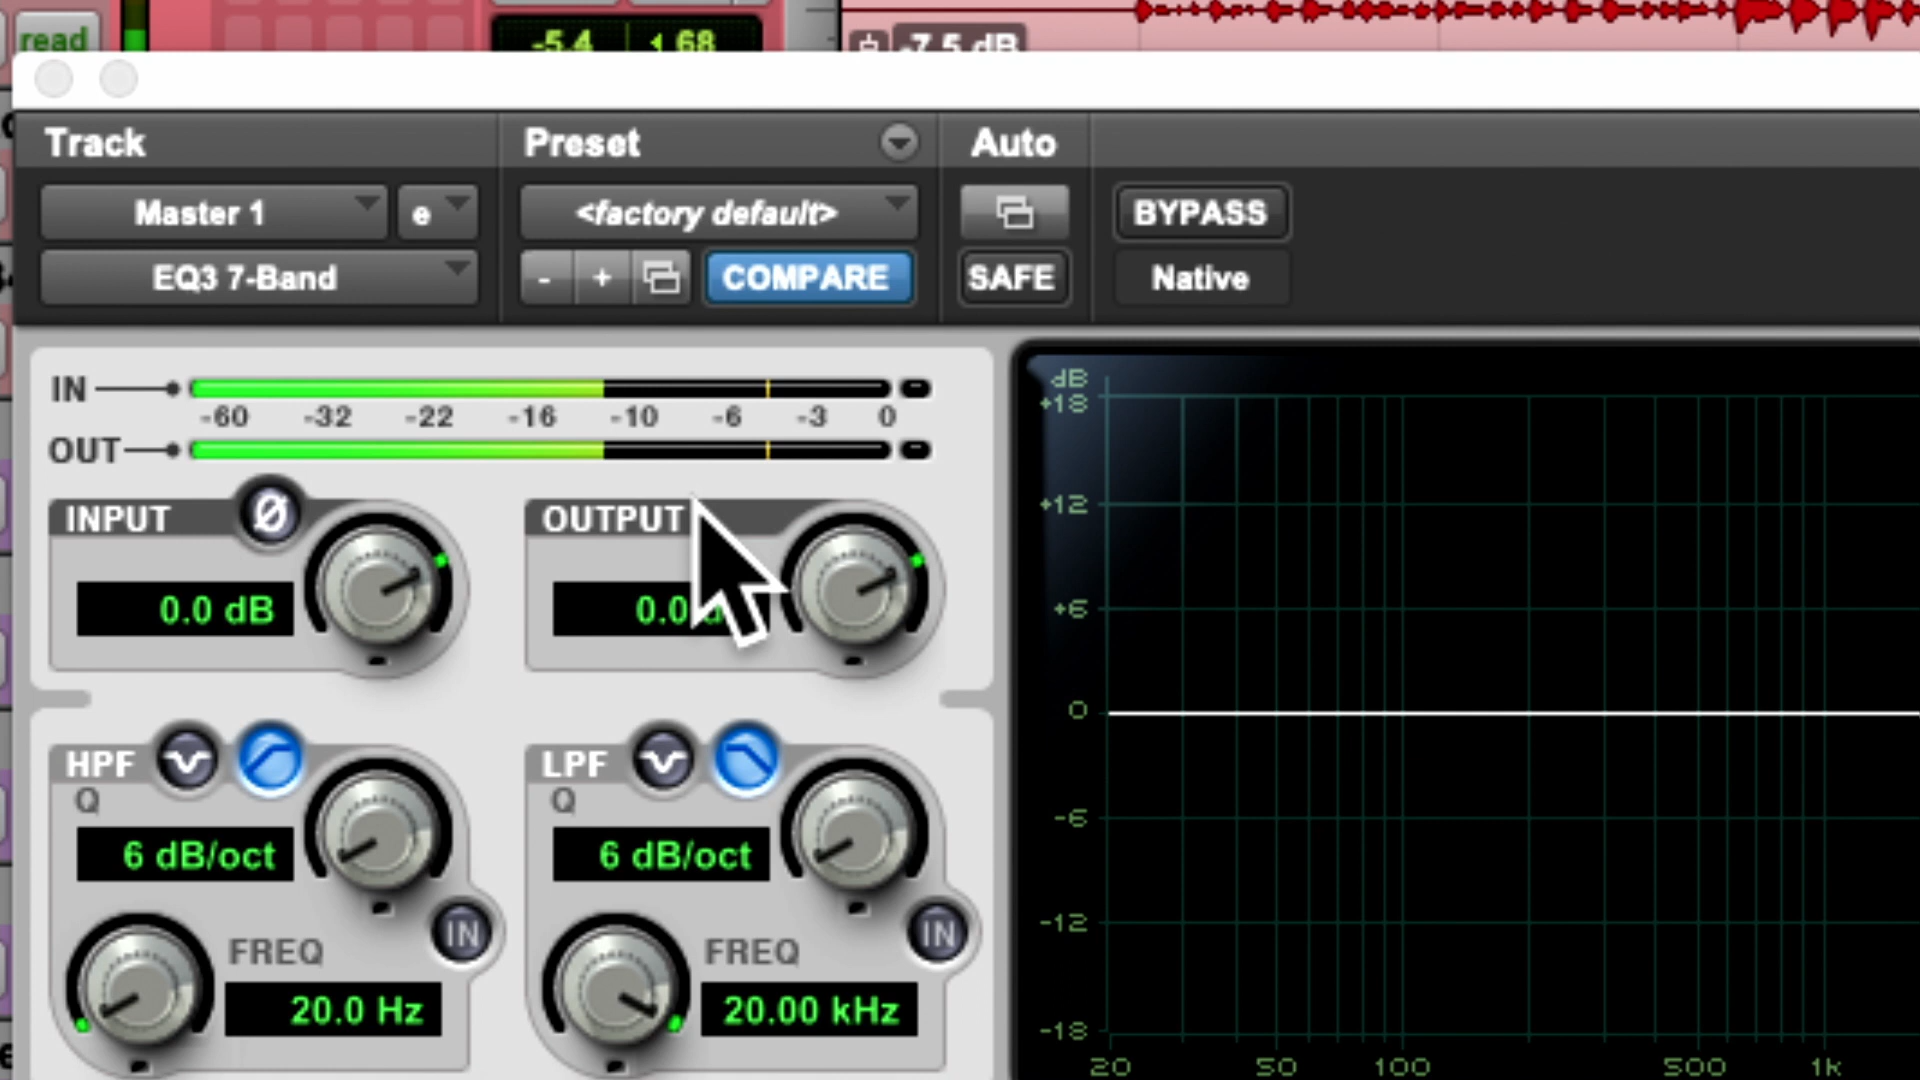 read
-5.4 68
-7.5 dB
Track Preset Auto
Master 1 e <factory default> BYPASS
EQ3 7-Band - + COMPARE SAFE Native
IN
-60 -32 -22 -16 -10 -6 -3 0
OUT
INPUT Ø OUTPUT
0.0 dB 0.0
HPF LPF
Q Q
6 dB/oct 6 dB/oct
IN IN
FREQ FREQ
20.0 Hz 20.00 kHz
dB
+18
+12
+6
0
-6
-12
-18
20 50 100 500 1k